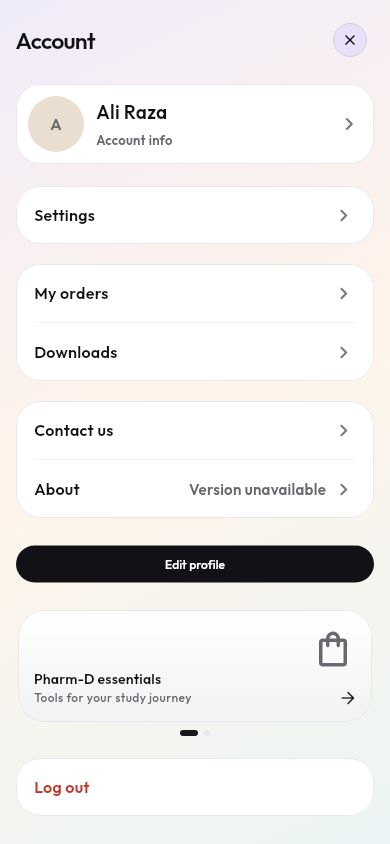 Account
A
Ali Raza
Account info
Settings
My orders
Downloads
Contact us
About
Version unavailable
Edit profile
Pharm-D essentials
Tools for your study journey
Log out